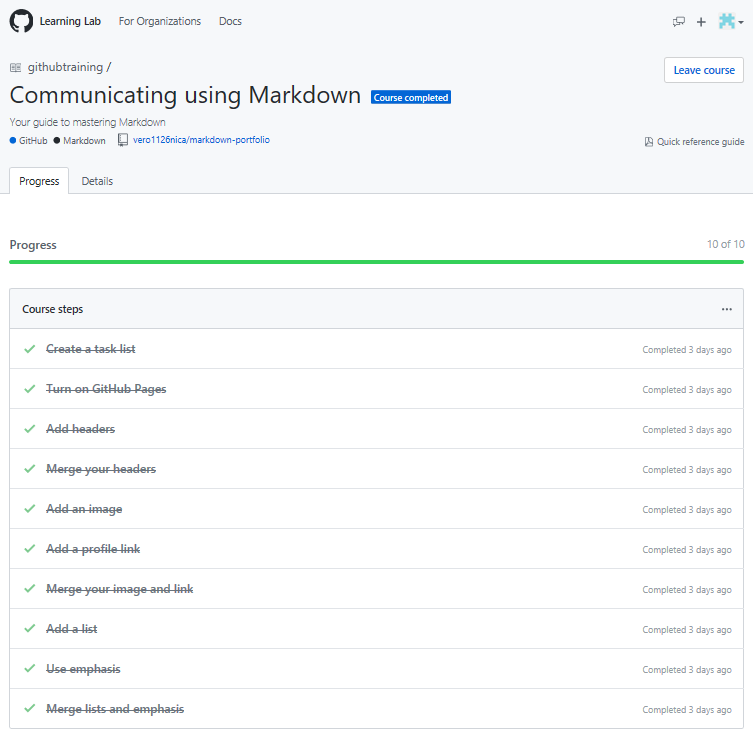 Learning Lab For Organizations Docs
githubtraining /
Leave course
Communicating using Markdown Course completed
Your guide to mastering Markdown
GitHub Markdown vero1126nica/markdown-portfolio
Quick reference guide
Progress Details
Progress 10 of 10
Course steps
Create a task list Completed 3 days ago
Turn on GitHub Pages Completed 3 days ago
Add headers Completed 3 days ago
Merge your headers Completed 3 days ago
Add an image Completed 3 days ago
Add a profile link Completed 3 days ago
Merge your image and link Completed 3 days ago
Add a list Completed 3 days ago
Use emphasis Completed 3 days ago
Merge lists and emphasis Completed 3 days ago